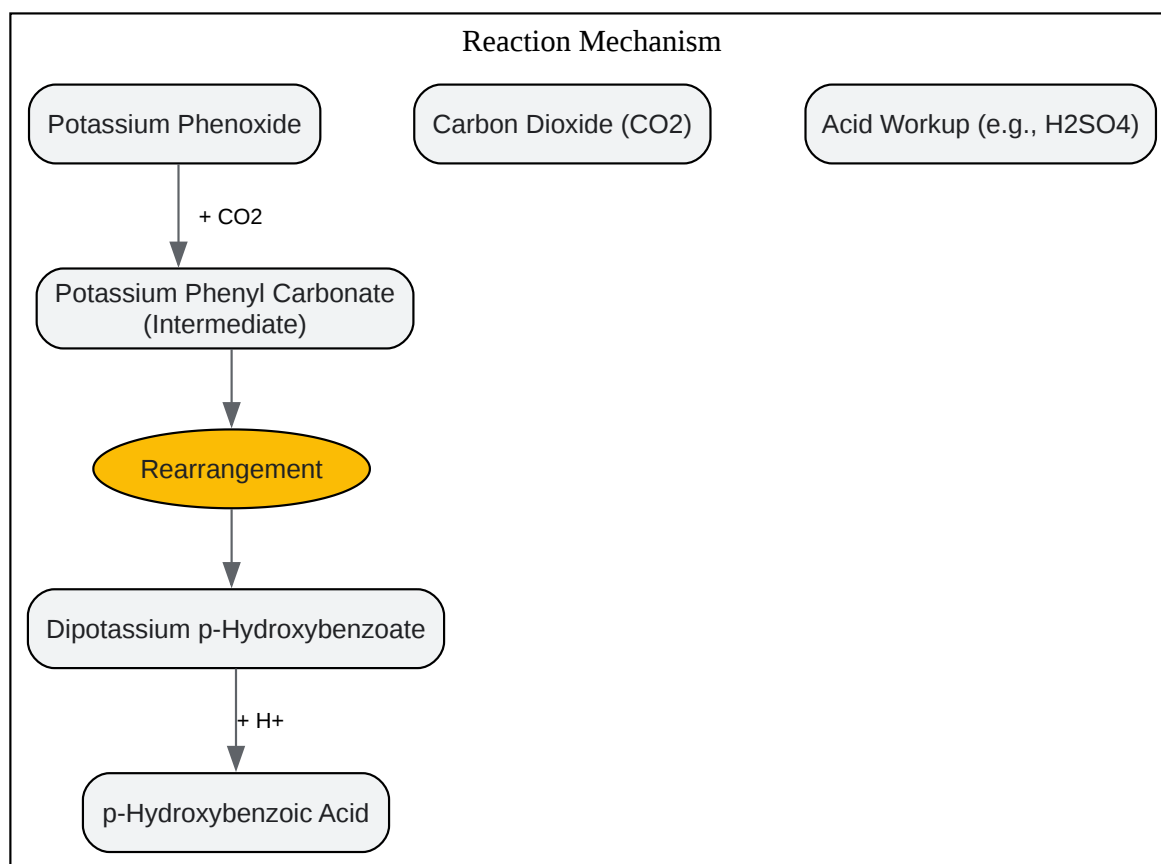 Reaction Mechanism
Potassium Phenoxide
Carbon Dioxide (CO2)
Acid Workup (e.g., H2SO4)
+ CO2
Potassium Phenyl Carbonate
(Intermediate)
Rearrangement
Dipotassium p-Hydroxybenzoate
+ H+
p-Hydroxybenzoic Acid